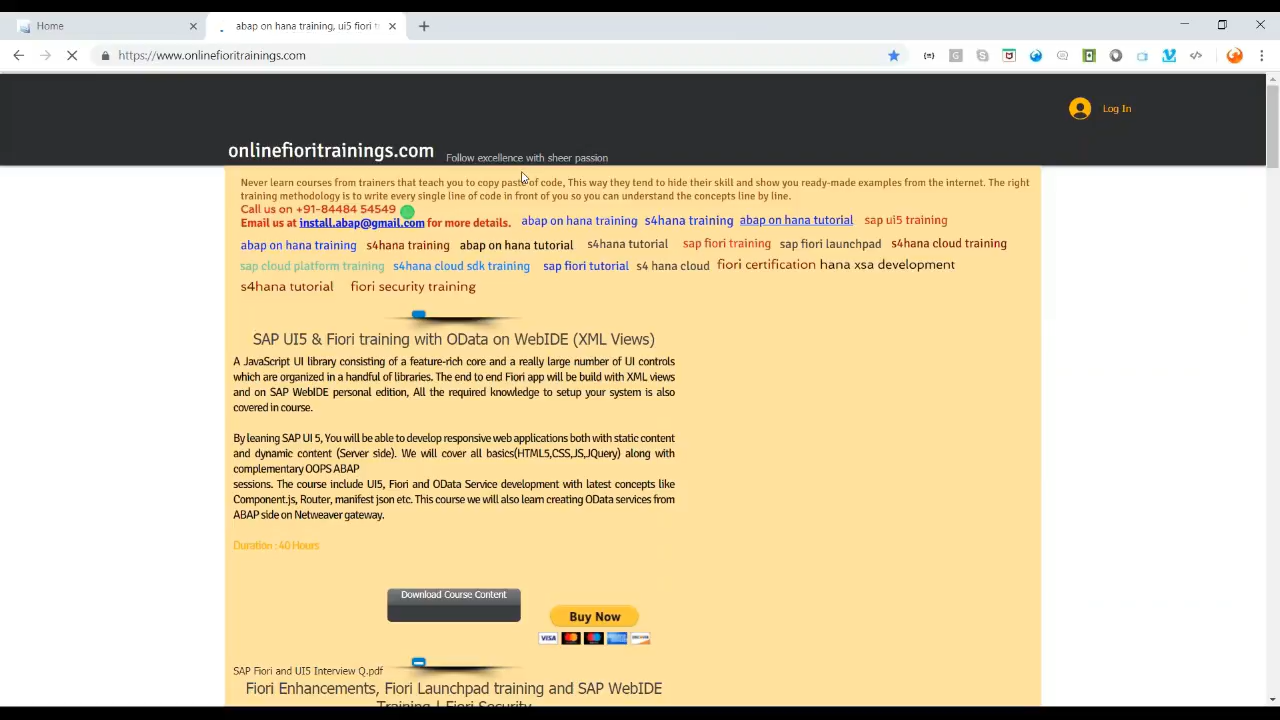 Home
abap on hana training, ui5 fiori t
https://www.onlinefioritrainings.com
Log In
onlinefioritrainings.com Follow excellence with sheer passion
Never learn courses from trainers that teach you to copy paste of code, This way they tend to hide their skill and show you ready-made examples from the internet. The right
training methodology is to write every single line of code in front of you so you can understand the concepts line by line.
Call us on +91-84484 54549
Email us at install.abap@gmail.com for more details.
abap on hana training s4hana training abap on hana tutorial sap ui5 training
abap on hana training s4hana training abap on hana tutorial s4hana tutorial sap fiori training sap fiori launchpad s4hana cloud training
sap cloud platform training s4hana cloud sdk training sap fiori tutorial s4 hana cloud fiori certification hana xsa development
s4hana tutorial fiori security training
SAP UI5 & Fiori training with OData on WebIDE (XML Views)
A JavaScript UI library consisting of a feature-rich core and a really large number of UI controls
which are organized in a handful of libraries. The end to end Fiori app will be build with XML views
and on SAP WebIDE personal edition, All the required knowledge to setup your system is also
covered in course.
By leaning SAP UI 5, You will be able to develop responsive web applications both with static content
and dynamic content (Server side). We will cover all basics(HTML5,CSS,JS,JQuery) along with
complementary OOPS ABAP
sessions. The course include UI5, Fiori and OData Service development with latest concepts like
Component.js, Router, manifest json etc. This course we will also learn creating OData services from
ABAP side on Netweaver gateway.
Duration : 40 Hours
Download Course Content
Buy Now
VISA
SAP Fiori and UI5 Interview Q.pdf
Fiori Enhancements, Fiori Launchpad training and SAP WebIDE
Training | Fiori Security